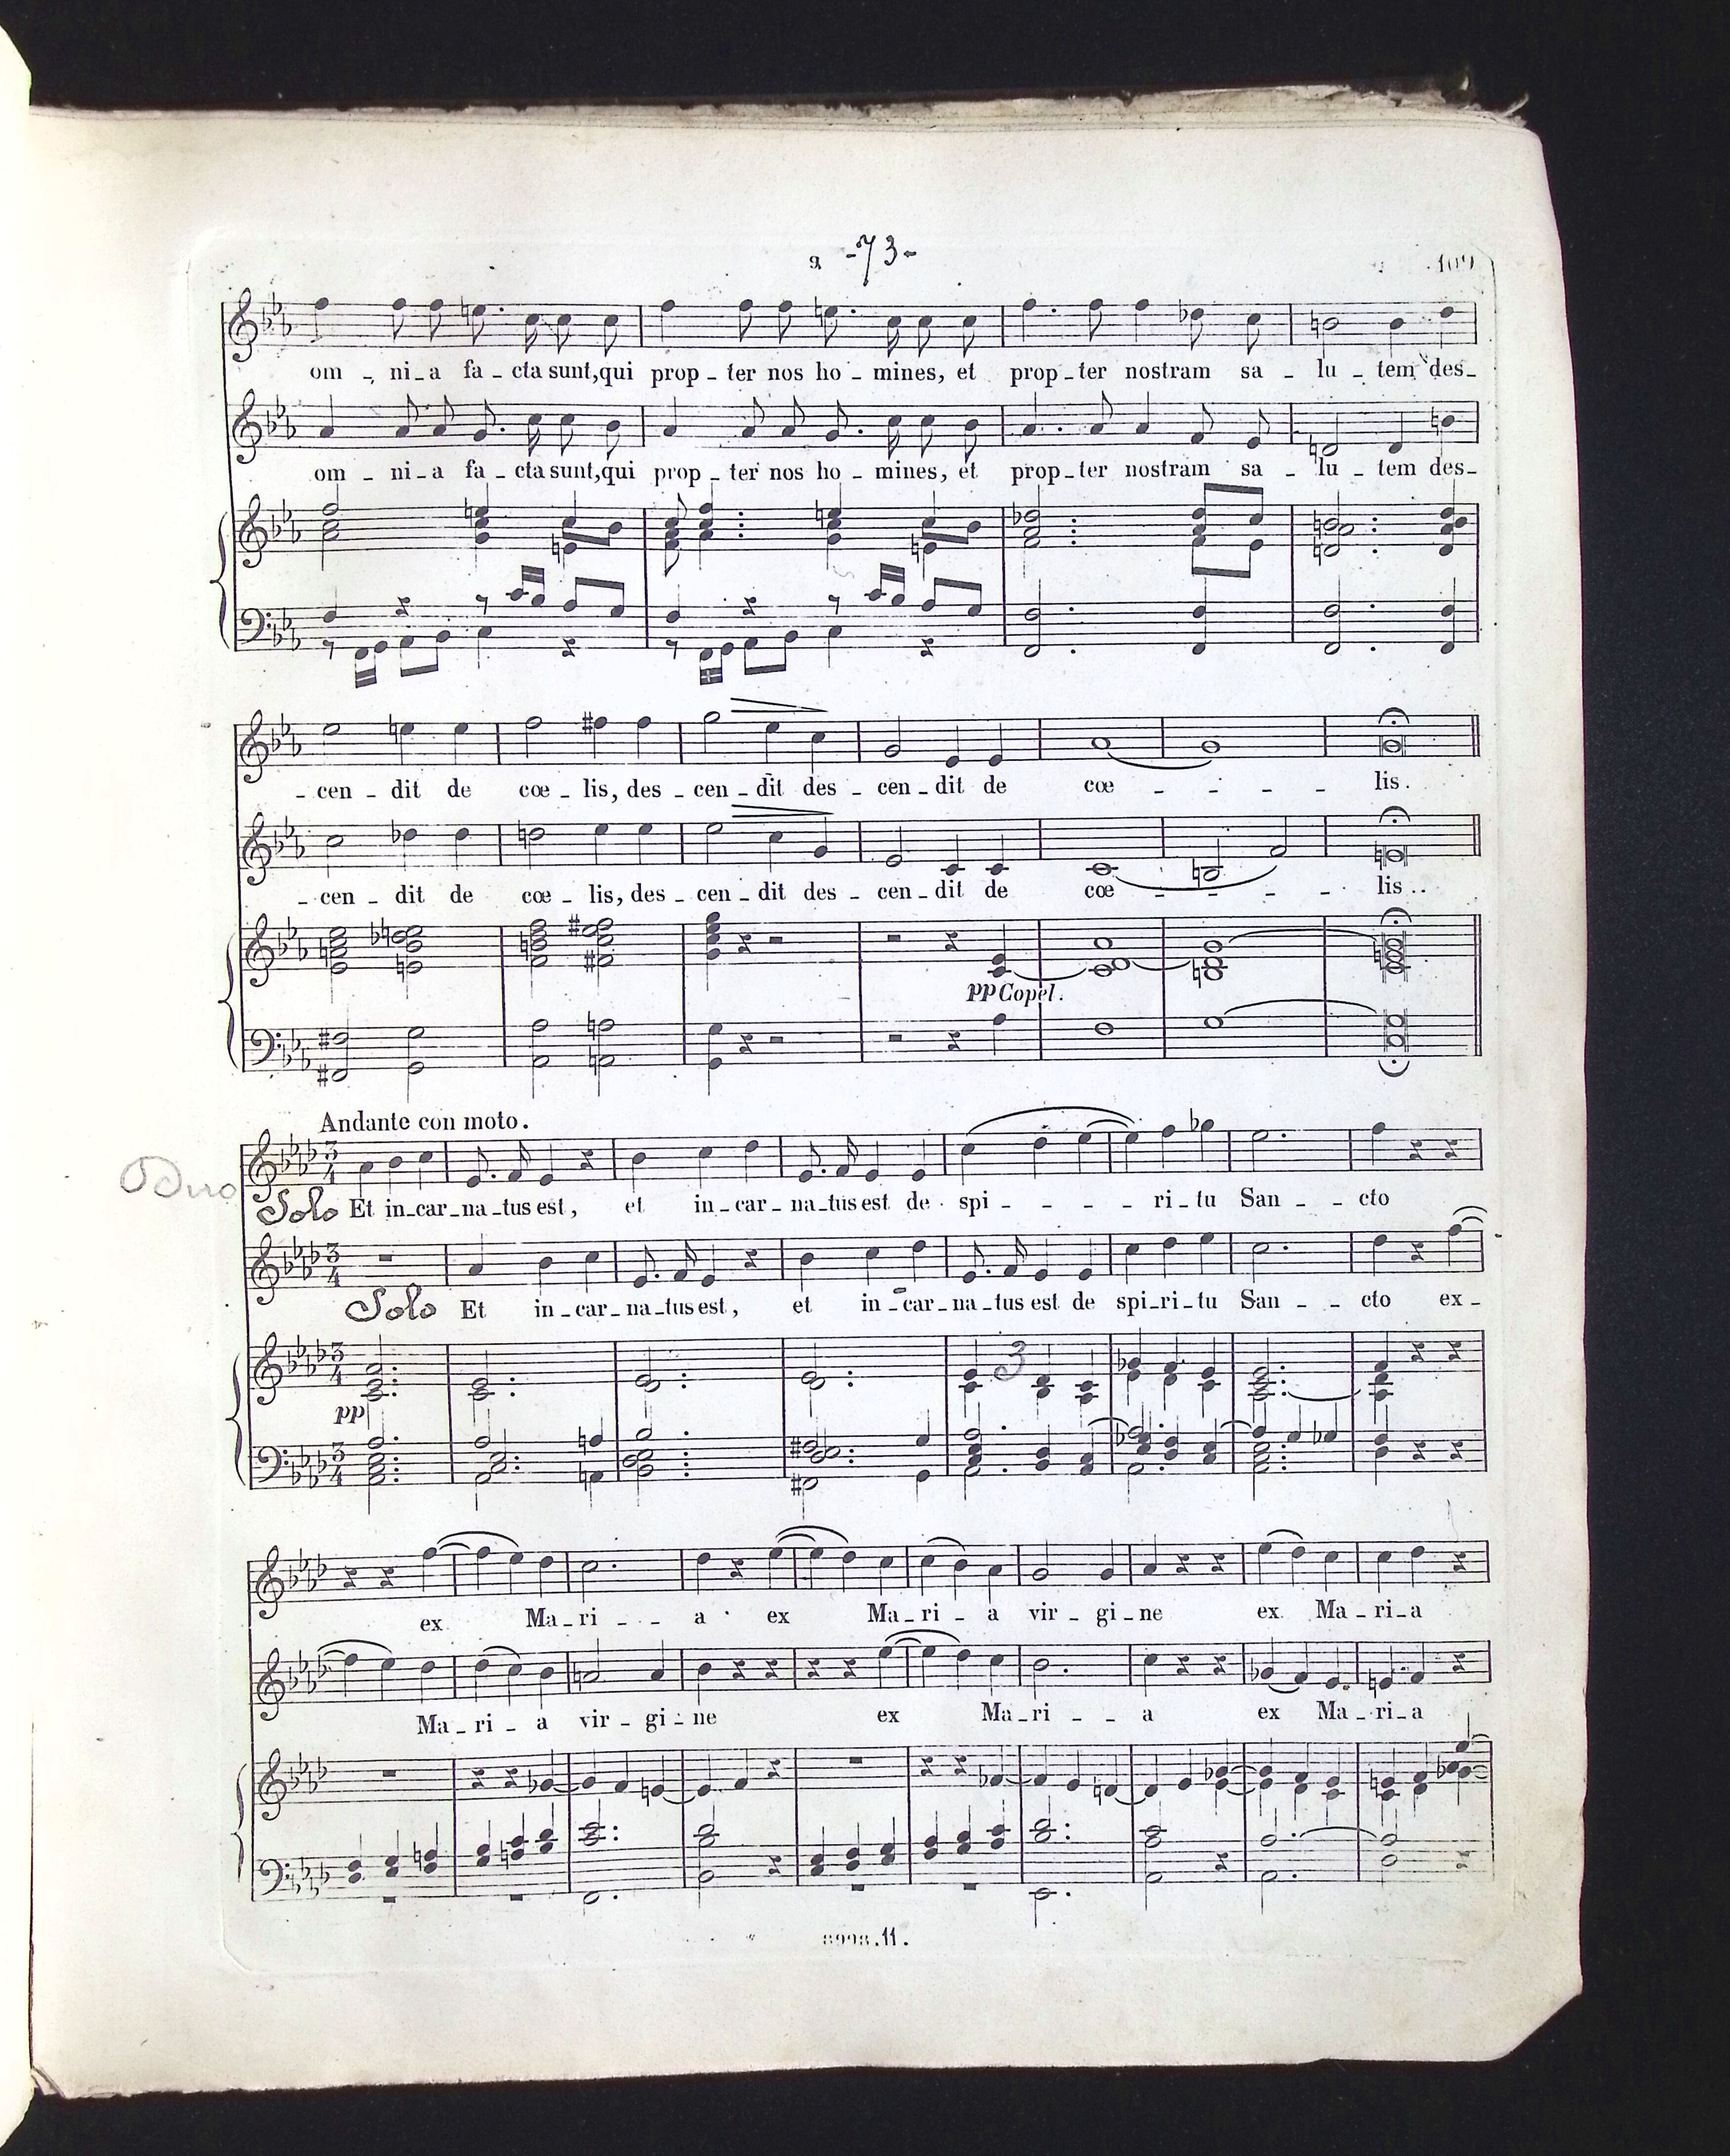 9 -73- 109
om - ni - a fa - cta sunt, qui prop - ter nos ho - mines, et prop - ter nostram sa - lu - tem des -
om - ni - a fa - cta sunt, qui prop - ter nos ho - mines, et prop - ter nostram sa - lu - tem des -
- cen - dit de cœ - lis, des - cen - dit des - cen - dit de cœ - - - - lis.
- cen - dit de cœ - lis, des - cen - dit des - cen - dit de cœ - - - - lis..
pp Copel.
Andante con moto.
Duo
Solo Et in - car - na - tus est, et in - car - na - tus est de spi - - - - ri - tu San - - cto
Solo Et in - car - na - tus est, et in - car - na - tus est de spi - ri - tu San - - cto ex -
3
pp
ex Ma - ri - - a ex Ma - ri - a vir - gi - ne ex Ma - ri - a
Ma - ri - a vir - gi - ne ex Ma - ri - - a ex Ma - ri - a
8998.11.